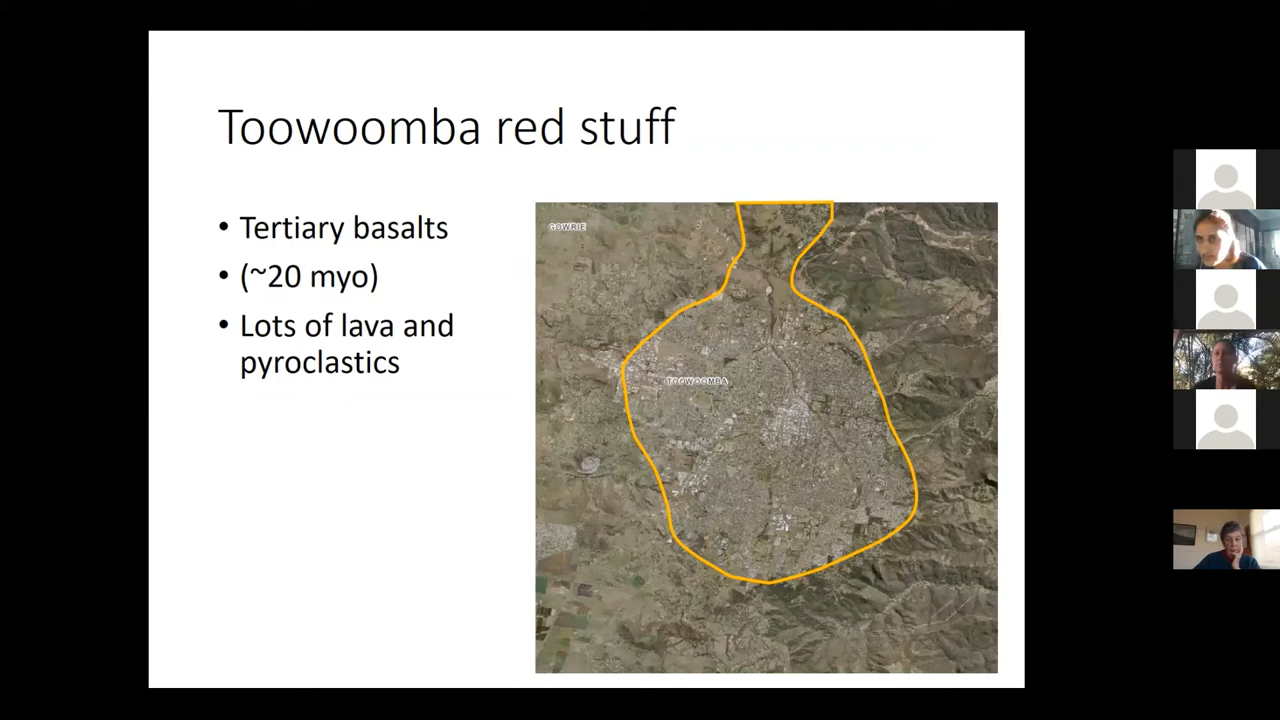 Toowoomba red stuff
• Tertiary basalts
• (~20 myo)
• Lots of lava and
pyroclastics
GOWRIE
TOOWOOMBA